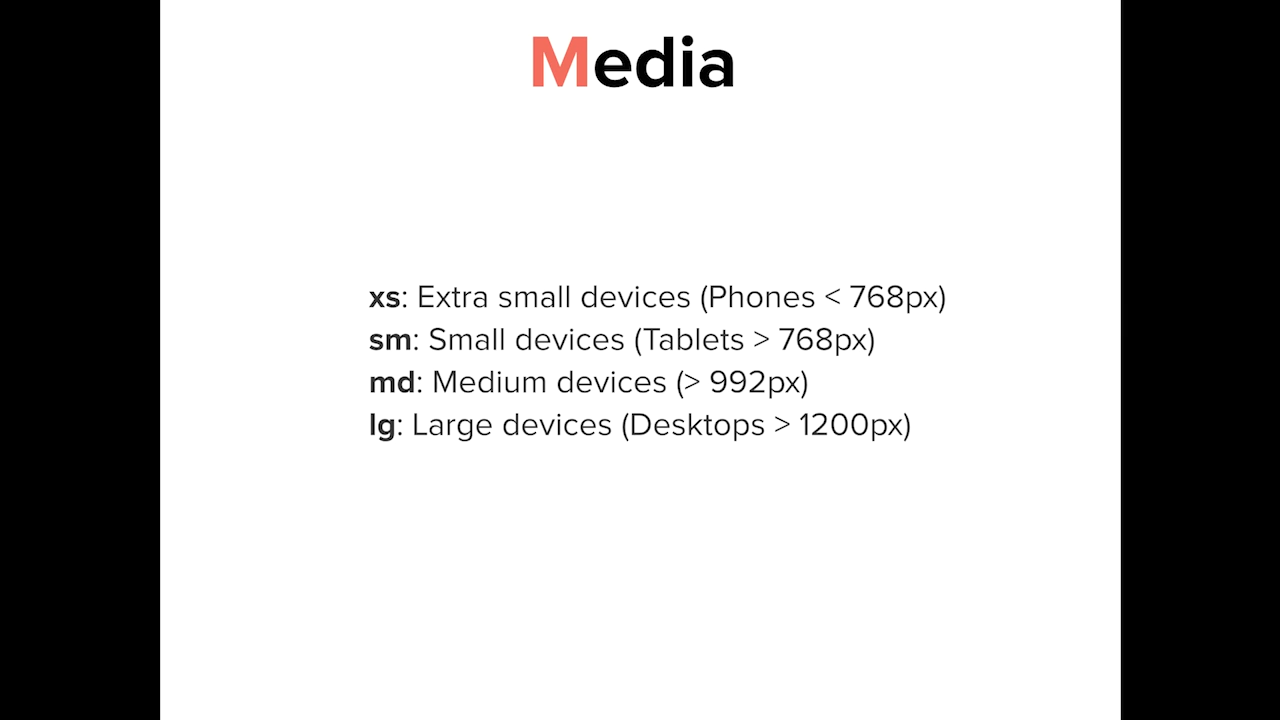 Media
xs: Extra small devices (Phones < 768px)
sm: Small devices (Tablets > 768px)
md: Medium devices (> 992px)
lg: Large devices (Desktops > 1200px)